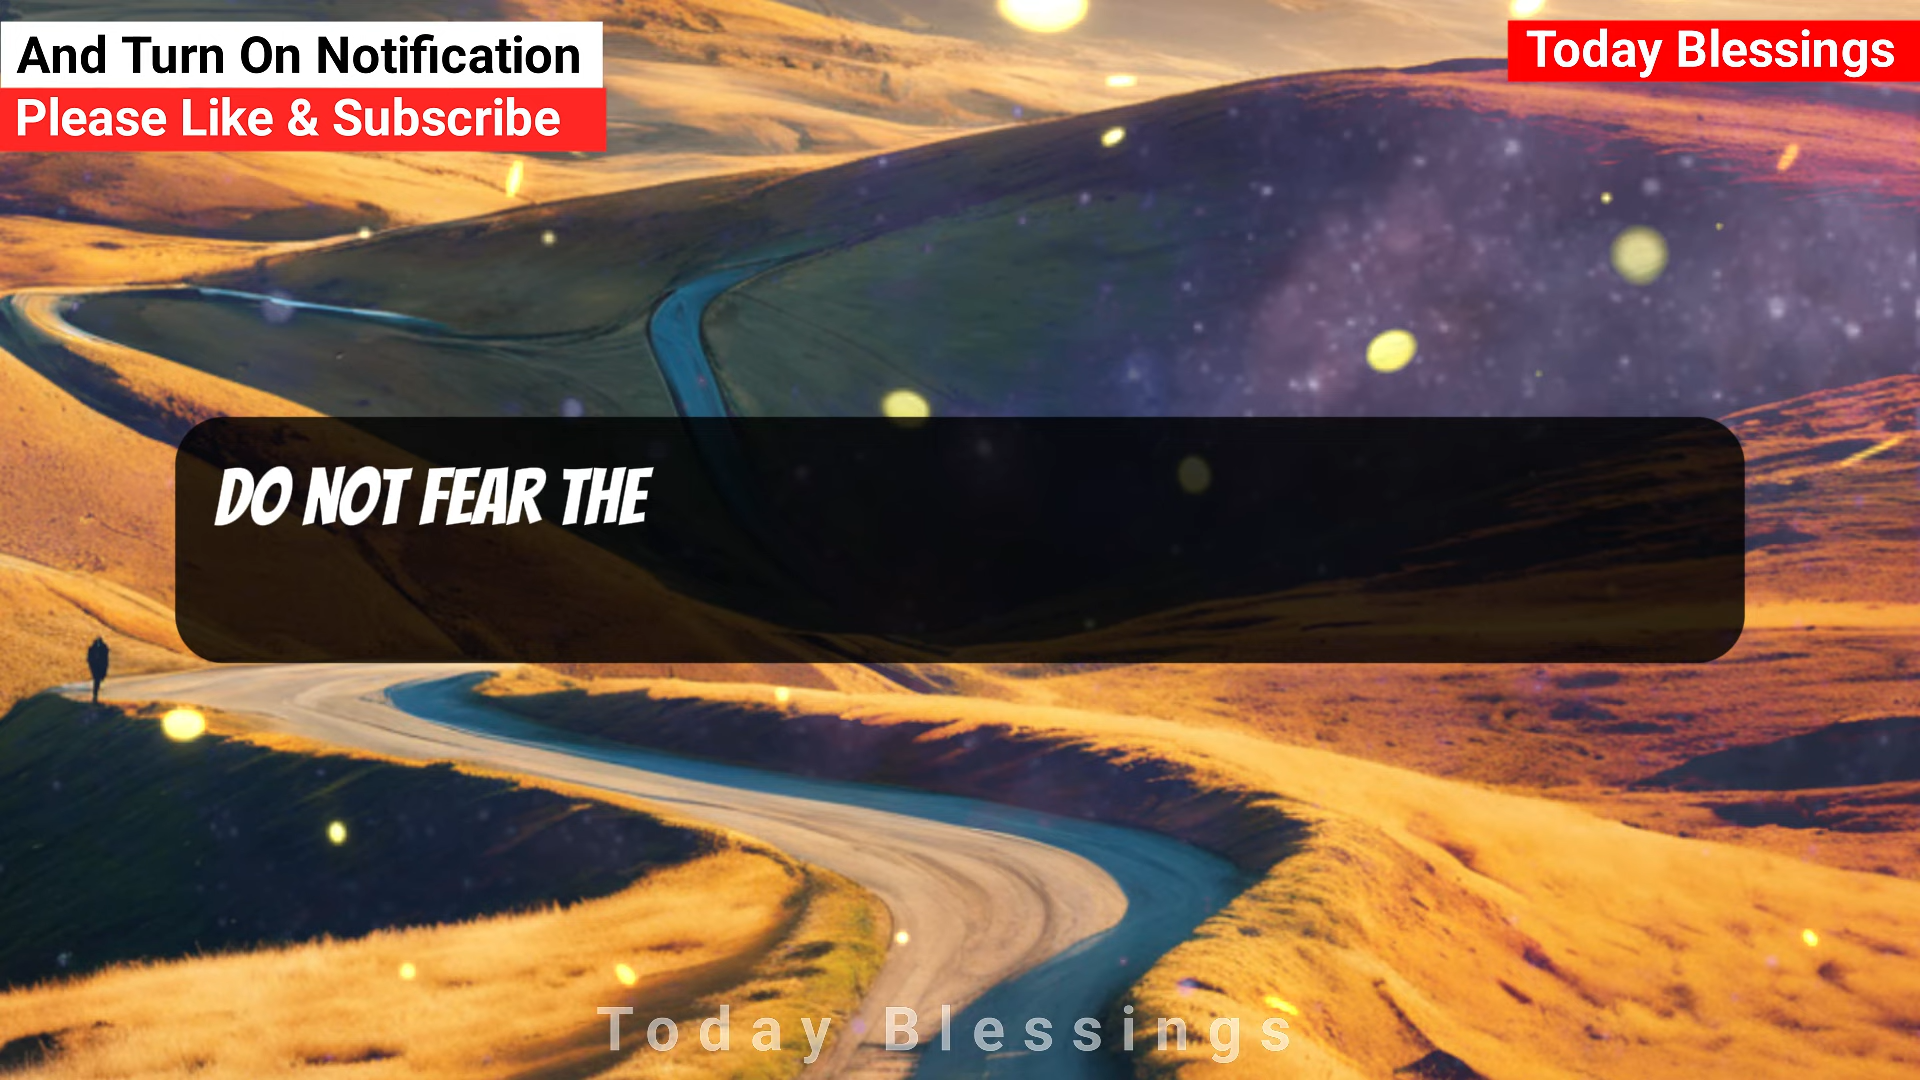 And Turn On Notification
Please Like & Subscribe
Today Blessings
DO NOT FEAR THE
Today Blessings